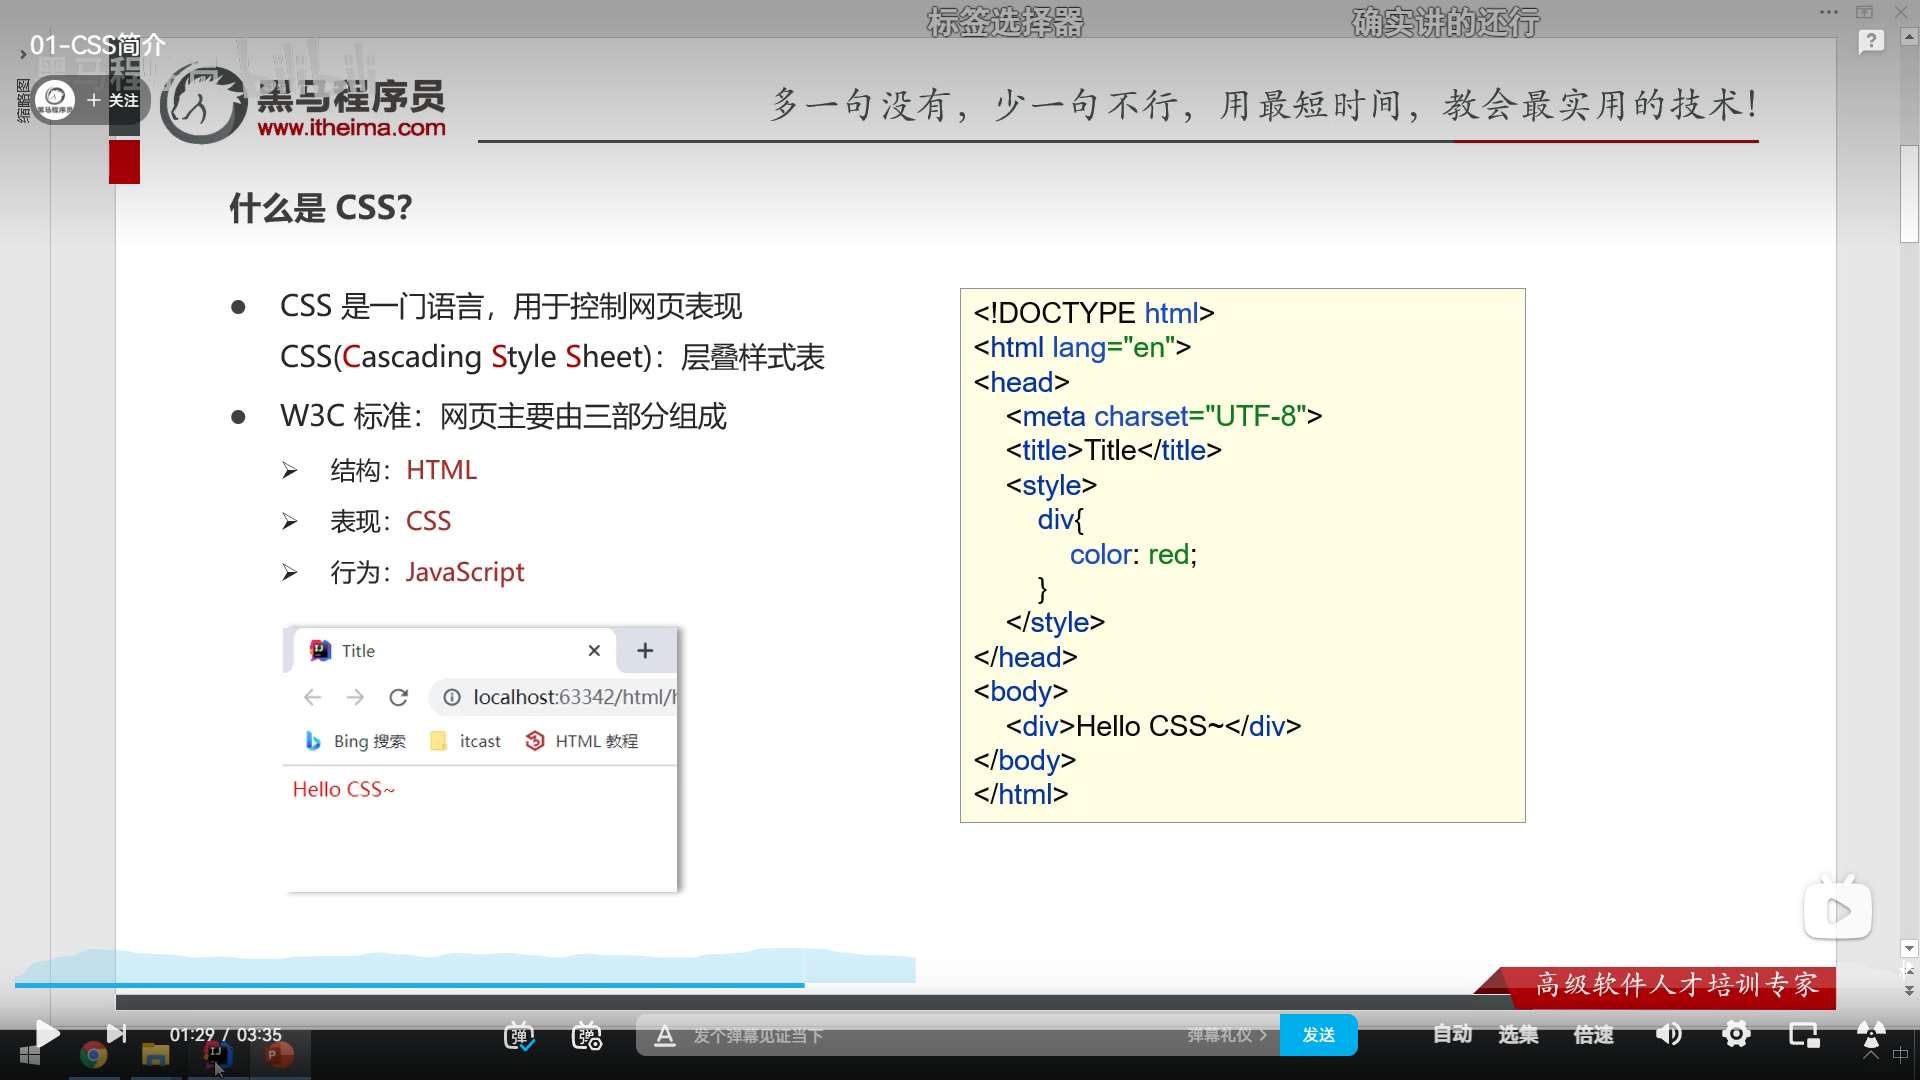 标签选择器
确实讲的还行
01-CSS简介
缩略图
+ 关注
黑马程序员
www.itheima.com
多一句没有，少一句不行，用最短时间，教会最实用的技术！
什么是 CSS？
● CSS 是一门语言，用于控制网页表现
CSS(Cascading Style Sheet)：层叠样式表
● W3C 标准：网页主要由三部分组成
➢ 结构：HTML
➢ 表现：CSS
➢ 行为：JavaScript
Title
localhost:63342/html/h
Bing 搜索 itcast HTML 教程
Hello CSS~
<!DOCTYPE html>
<html lang="en">
<head>
<meta charset="UTF-8">
<title>Title</title>
<style>
div{
color: red;
}
</style>
</head>
<body>
<div>Hello CSS~</div>
</body>
</html>
高级软件人才培训专家
01:29 / 03:35
弹
弹
A 发个弹幕见证当下
弹幕礼仪 >
发送
自动
选集
倍速
中